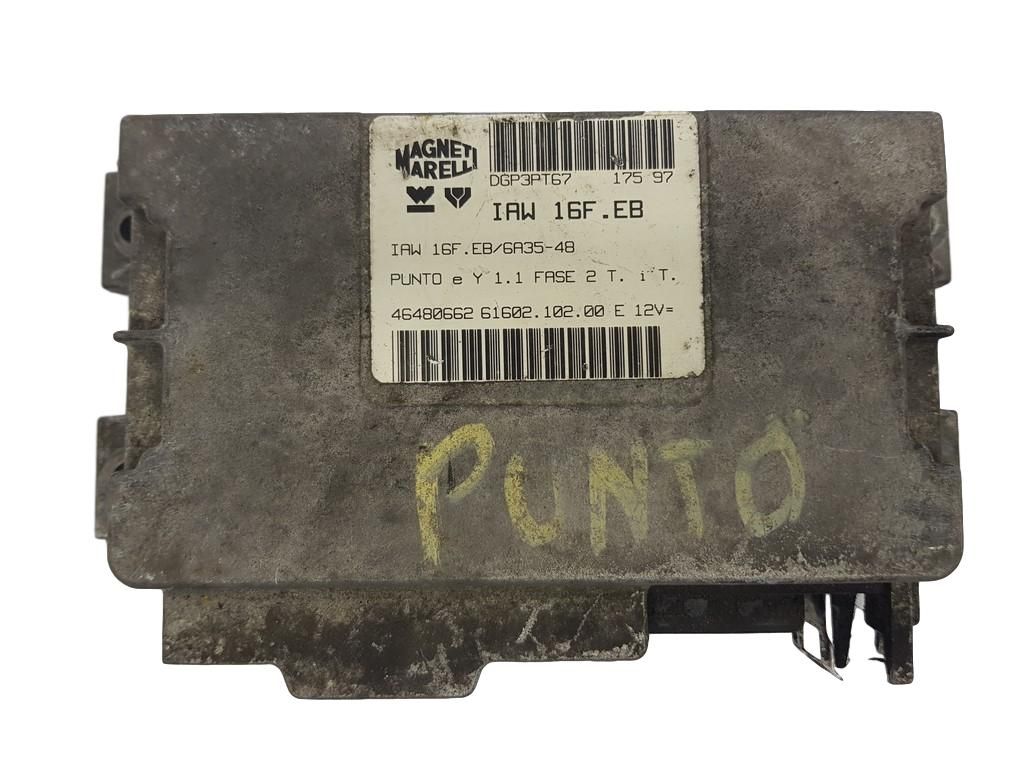 MAGNETI
MARELLI
DGP3PT67 175 97
IAW 16F.EB
IAW 16F.EB/6A35-48
PUNTO e Y 1.1 FASE 2 T. i T.
46480662 61602.102.00 E 12V=
PUNTO